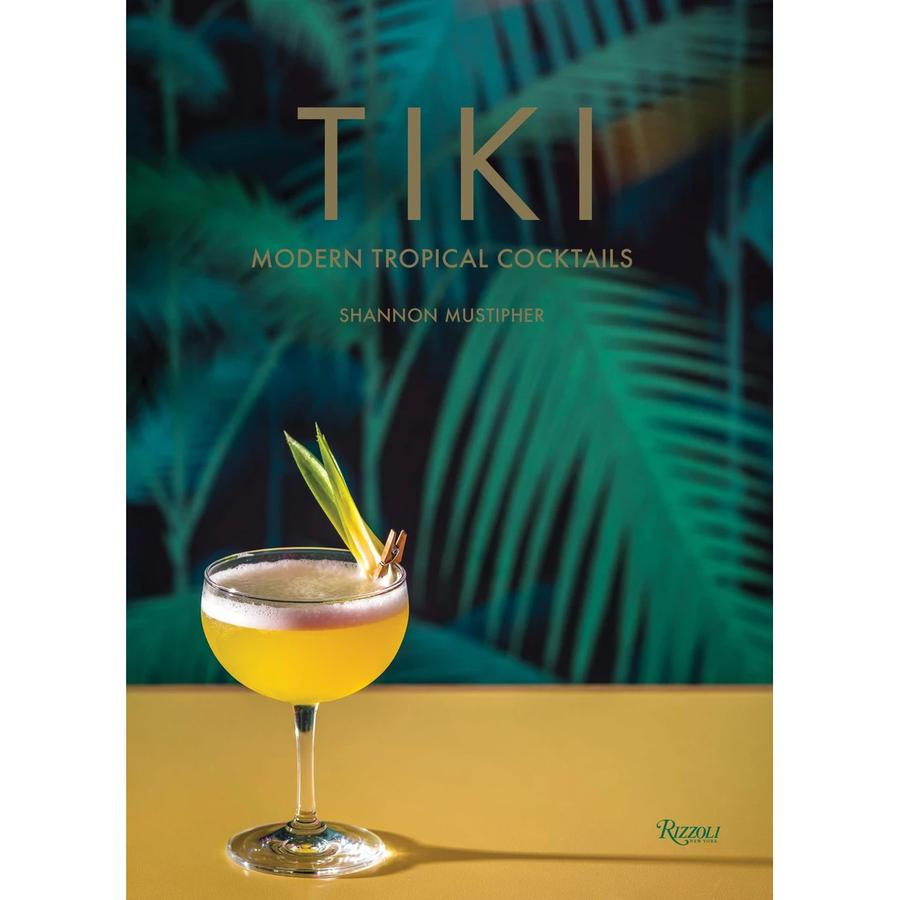 TIKI
MODERN TROPICAL COCKTAILS
SHANNON MUSTIPHER
RIZZOLI
NEW YORK